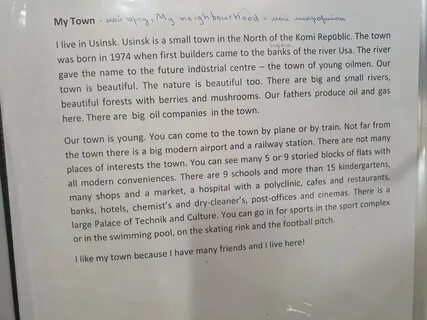 My Town - мой город, My neighbourhood - мой микрорайон
I live in Usinsk. Usinsk is a small town in the North of the Komi Repoblic. The town
was born in 1974 when first builders came to the banks of the river Usa. The river
gave the name to the future industrial centre – the town of young oilmen. Our
town is beautiful. The nature is beautiful too. There are big and small rivers,
beautiful forests with berries and mushrooms. Our fathers produce oil and gas
here. There are big oil companies in the town.
Our town is young. You can come to the town by plane or by train. Not far from
the town there is a big modern airport and a railway station. There are not many
places of interests the town. You can see many 5 or 9 storied blocks of flats with
all modern conveniences. There are 9 schools and more than 15 kindergartens,
many shops and a market, a hospital with a polyclinic, cafes and restaurants,
banks, hotels, chemist's and dry-cleaner's, post-offices and cinemas. There is a
large Palace of Technik and Culture. You can go in for sports in the sport complex
or in the swimming pool, on the skating rink and the football pitch.
I like my town because I have many friends and I live here!